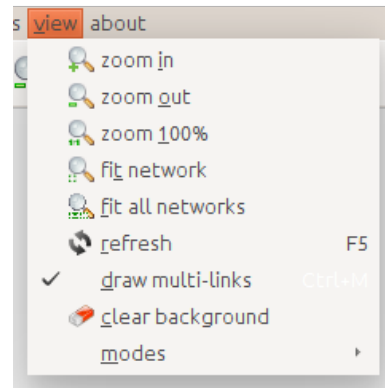 s view about
zoom in
zoom out
zoom 100%
fit network
fit all networks
refresh F5
draw multi-links Ctrl+M
clear background
modes